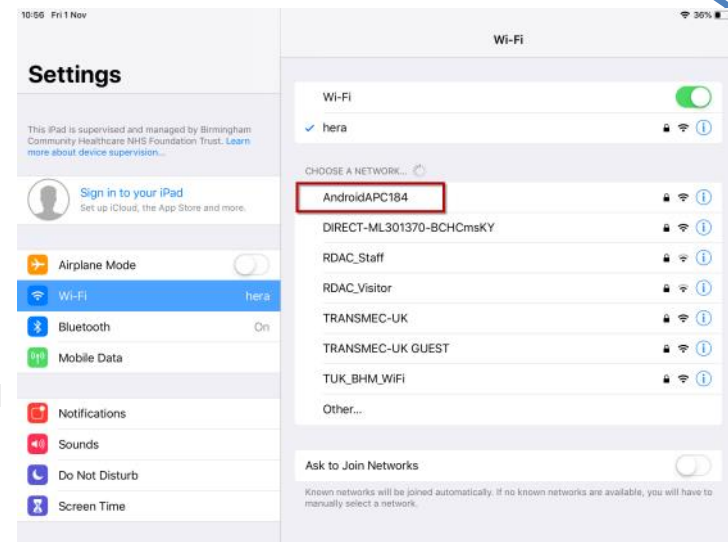 10:56 Fri 1 Nov
36%
Settings
This iPad is supervised and managed by Birmingham
Community Healthcare NHS Foundation Trust. Learn
more about device supervision...
Sign in to your iPad
Set up iCloud, the App Store and more.
Airplane Mode
Wi-Fi hera
Bluetooth On
Mobile Data
Notifications
Sounds
Do Not Disturb
Screen Time
Wi-Fi
Wi-Fi
hera
CHOOSE A NETWORK...
AndroidAPC184
DIRECT-ML301370-BCHCmsKY
RDAC_Staff
RDAC_Visitor
TRANSMEC-UK
TRANSMEC-UK GUEST
TUK_BHM_WiFi
Other...
Ask to Join Networks
Known networks will be joined automatically. If no known networks are available, you will have to
manually select a network.